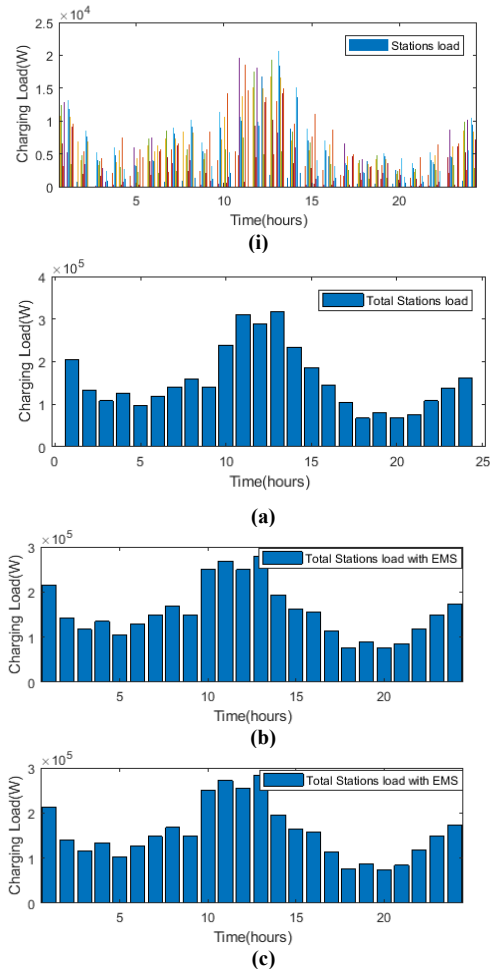 ×10⁴
2.5
2
1.5
1
0.5
0
Charging Load(W)
Stations load
5 10 15 20
Time(hours)
(i)
×10⁵
4
3
2
1
0
Charging Load(W)
Total Stations load
0 5 10 15 20 25
Time(hours)
(a)
×10⁵
3
2
1
0
Charging Load(W)
Total Stations load with EMS
5 10 15 20
Time(hours)
(b)
×10⁵
3
2
1
0
Charging Load(W)
Total Stations load with EMS
5 10 15 20
Time(hours)
(c)